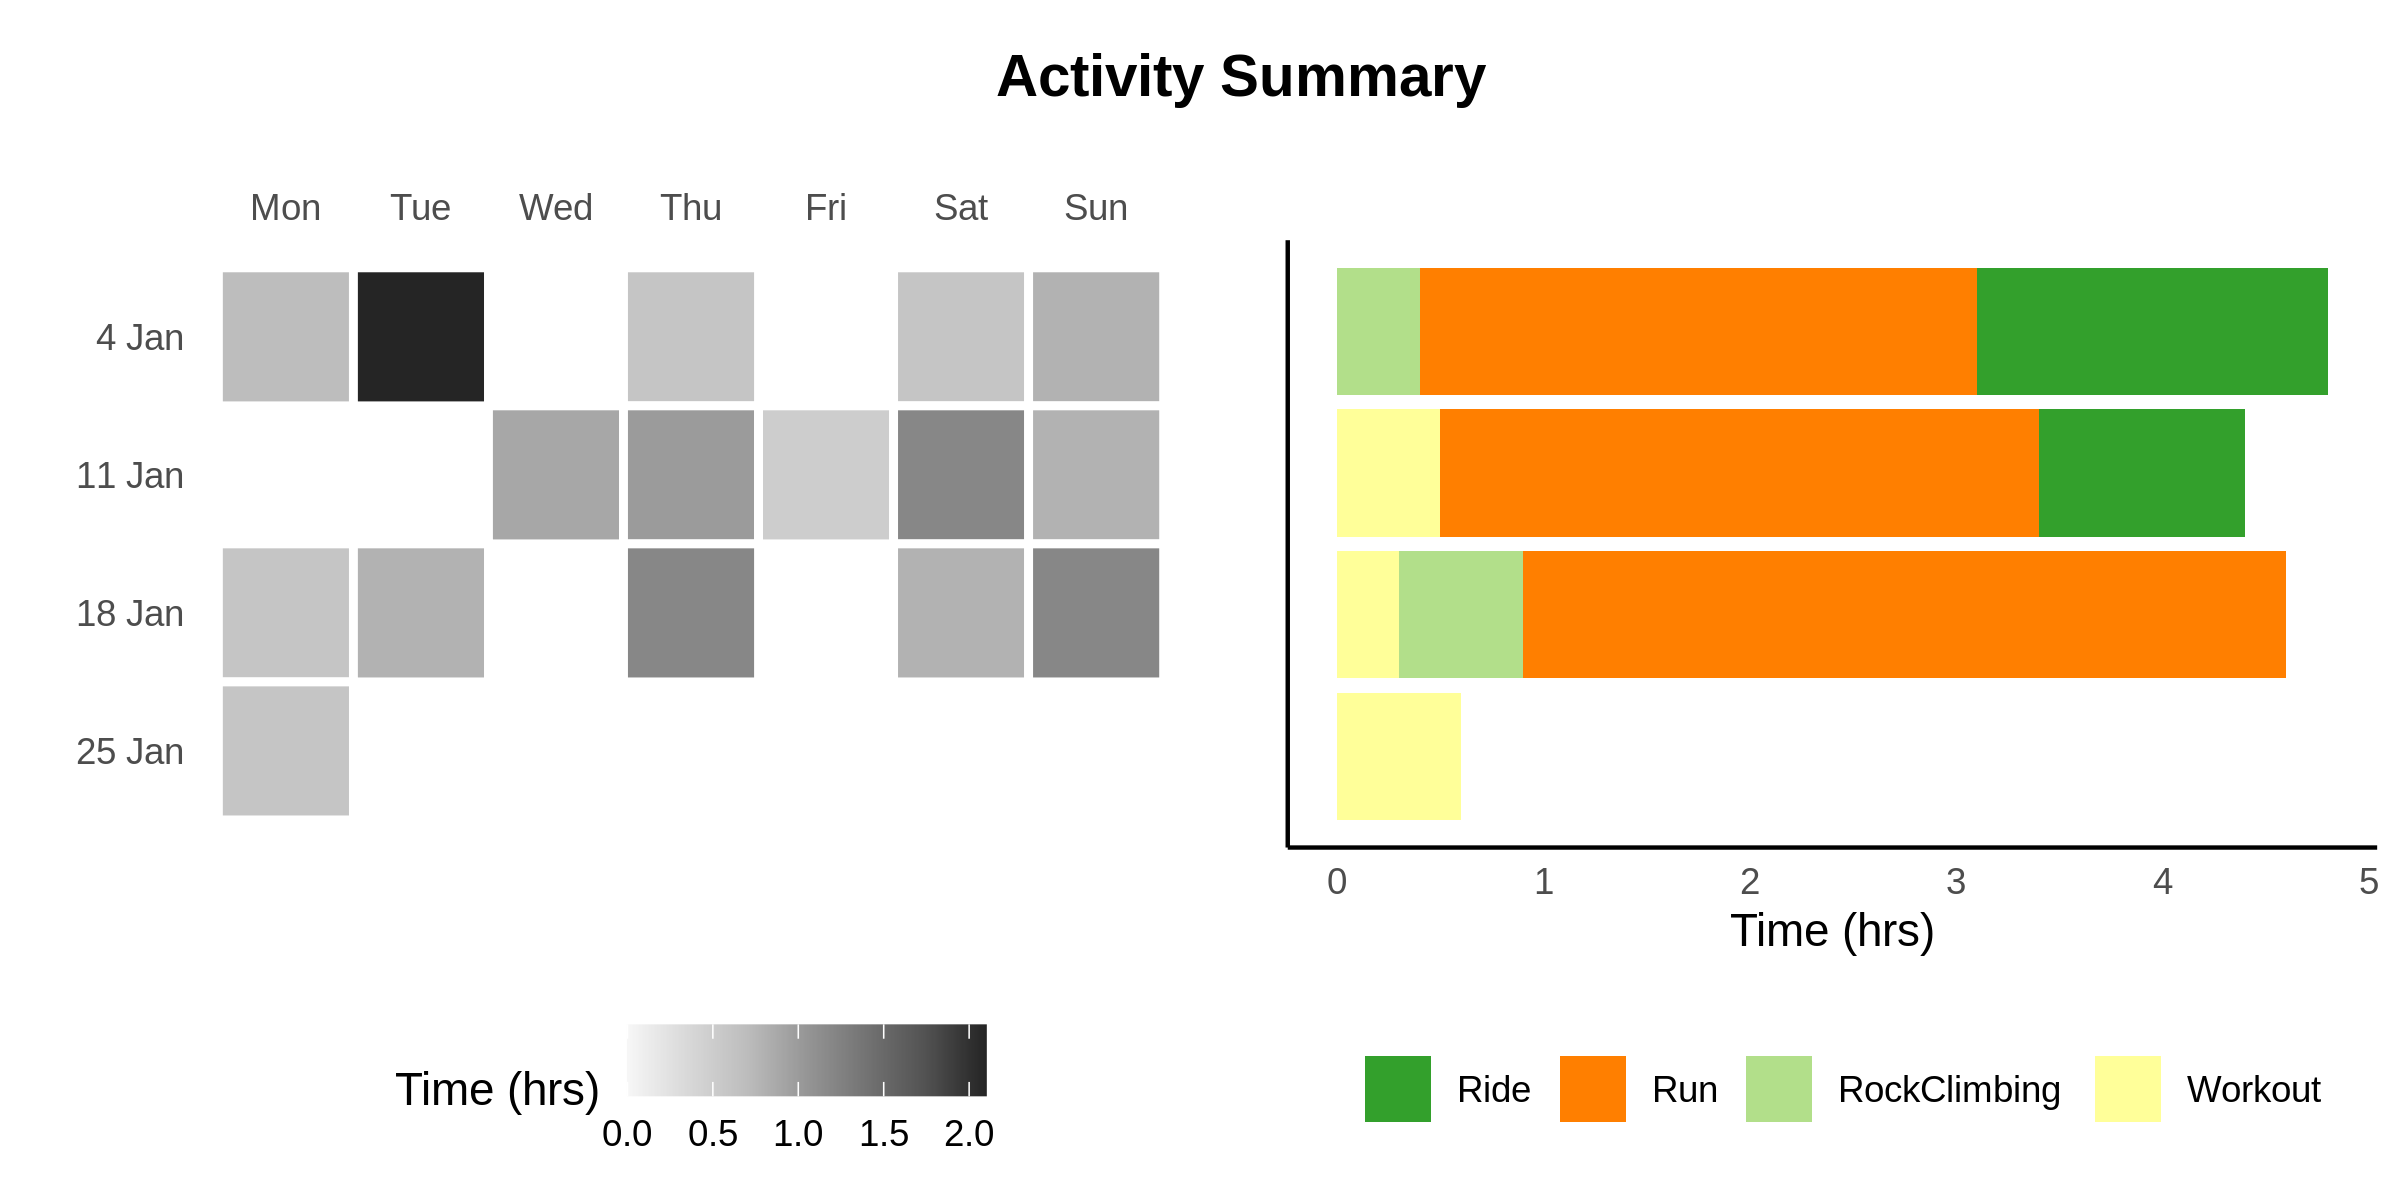 Activity Summary
Mon Tue Wed Thu Fri Sat Sun
4 Jan
11 Jan
18 Jan
25 Jan
0 1 2 3 4 5
Time (hrs)
Time (hrs)
0.0 0.5 1.0 1.5 2.0
Ride Run RockClimbing Workout